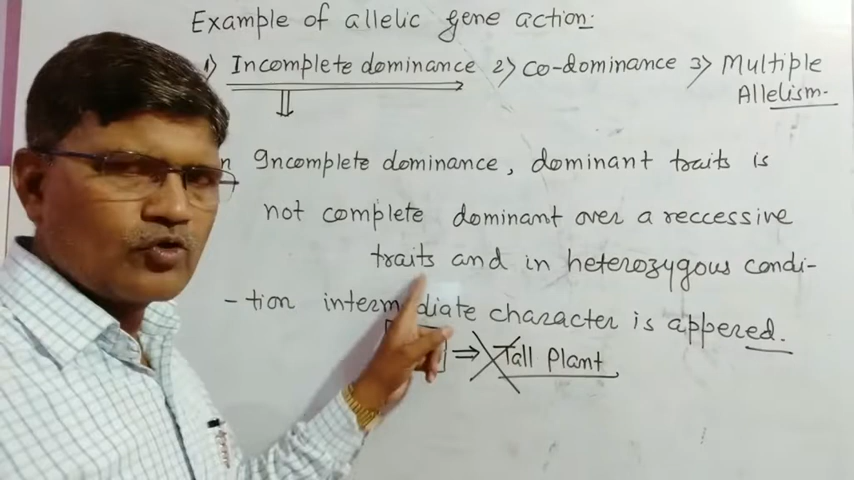 Example of allelic gene action:
1) Incomplete dominance 2) co-dominance 3) Multiple
Allelism.
n Incomplete dominance, dominant traits is
not complete dominant over a reccessive
traits and in heterozygous condi-
-tion intermediate character is appered.
⇒ Tall Plant